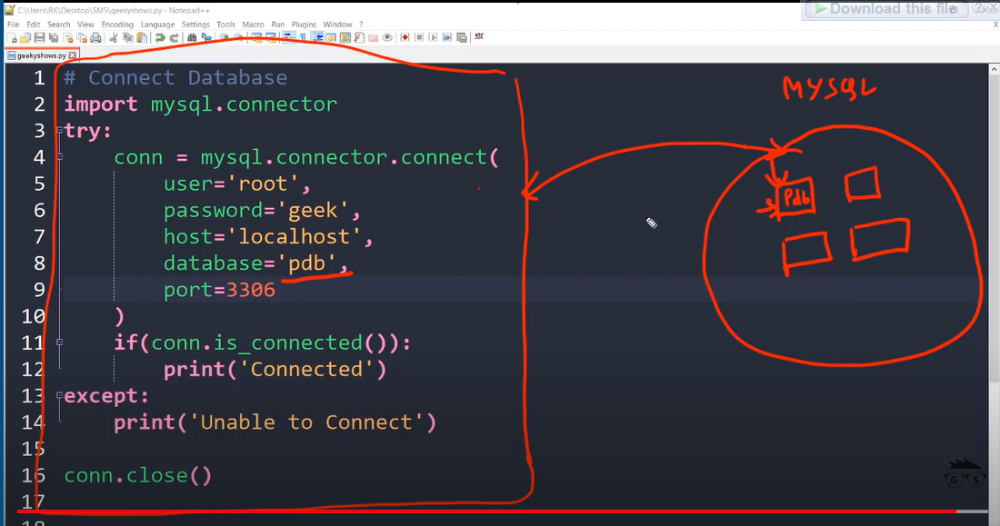 C:\Users\RK\Desktop\SMS\geekyshows.py - Notepad++
Download this file
File Edit Search View Encoding Language Settings Tools Macro Run Plugins Window ?
X
geekyshows.py
1 # Connect Database
2 import mysql.connector
3 try:
4 conn = mysql.connector.connect(
5 user='root',
6 password='geek',
7 host='localhost',
8 database='pdb',
9 port=3306
10 )
11 if(conn.is_connected()):
12 print('Connected')
13 except:
14 print('Unable to Connect')
15
16 conn.close()
17
18
MYSQL
Pdb
G S